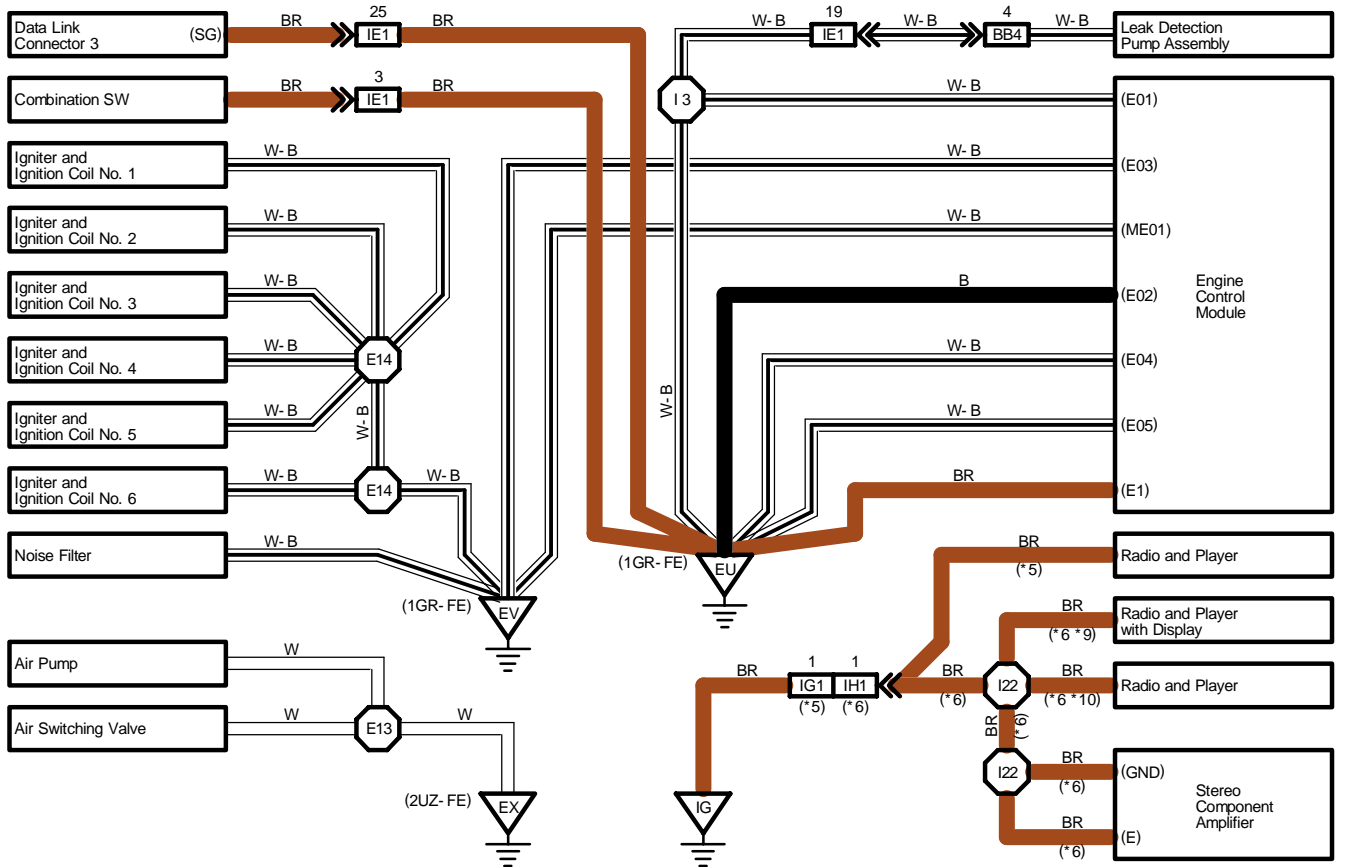 Data Link
Connector 3
(SG)
BR
25
IE1
BR
Combination SW
BR
3
IE1
BR
Igniter and
Ignition Coil No. 1
W-B
Igniter and
Ignition Coil No. 2
W-B
Igniter and
Ignition Coil No. 3
W-B
Igniter and
Ignition Coil No. 4
W-B
E14
Igniter and
Ignition Coil No. 5
W-B
W-B
Igniter and
Ignition Coil No. 6
W-B
E14
W-B
Noise Filter
W-B
(1GR-FE)
EV
Air Pump
W
Air Switching Valve
W
E13
W
(2UZ-FE)
EX
W-B
19
IE1
W-B
4
BB4
W-B
Leak Detection
Pump Assembly
I3
W-B
(E01)
W-B
(E03)
W-B
(ME01)
B
(E02)
Engine
Control
Module
W-B
(E04)
W-B
W-B
(E05)
BR
(E1)
(1GR-FE)
EU
BR
(*5)
Radio and Player
BR
(*6 *9)
Radio and Player
with Display
BR
1
IG1
(*5)
1
IH1
(*6)
BR
(*6)
I22
BR
(*6 *10)
Radio and Player
BR
(*6)
I22
BR
(*6)
(GND)
Stereo
Component
Amplifier
BR
(*6)
(E)
IG